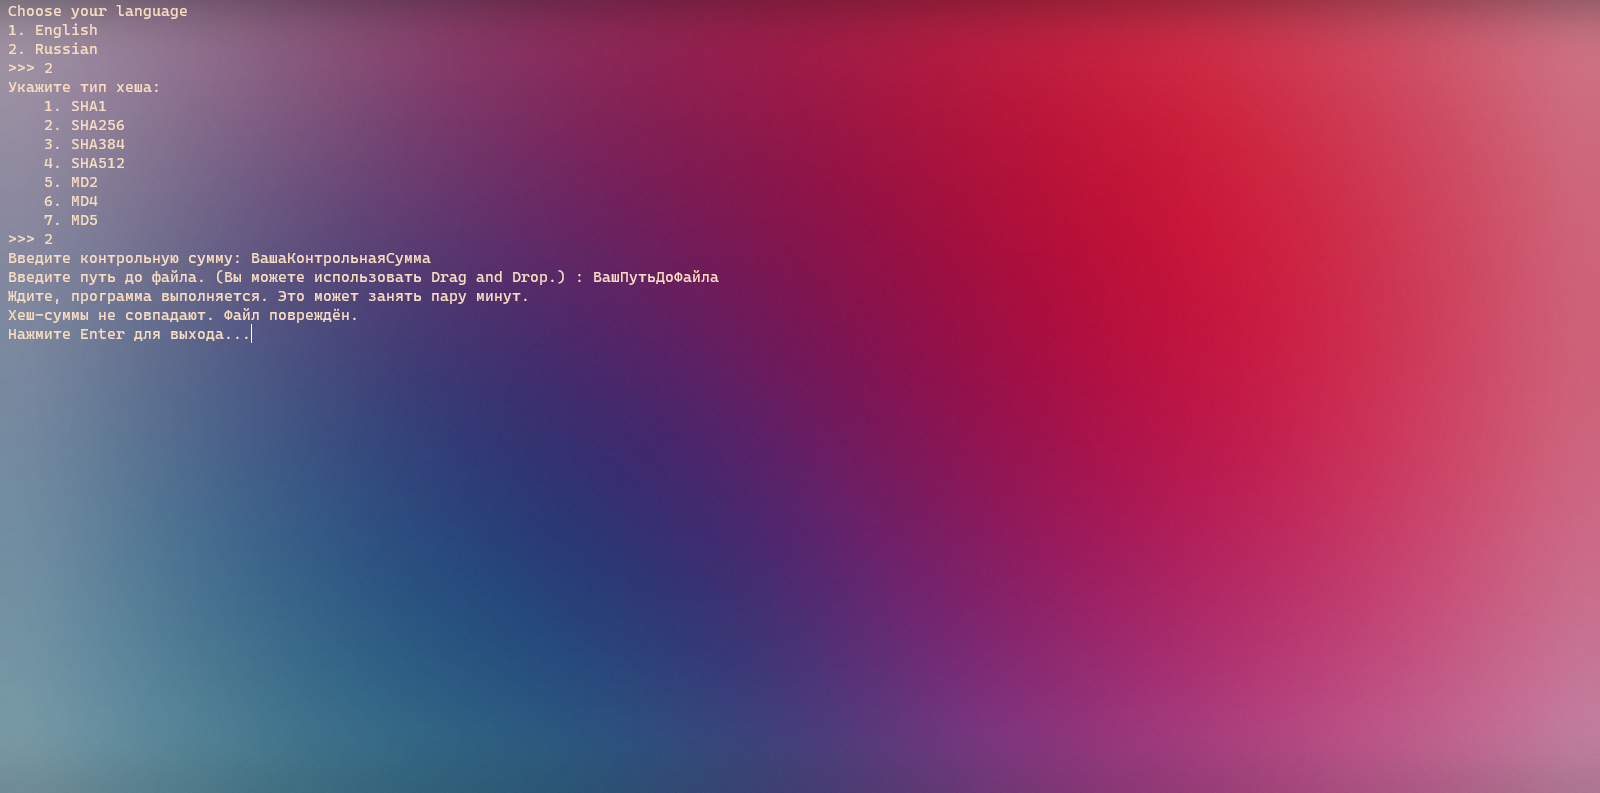 Choose your language
1. English
2. Russian
>>> 2
Укажите тип хеша:
    1. SHA1
    2. SHA256
    3. SHA384
    4. SHA512
    5. MD2
    6. MD4
    7. MD5
>>> 2
Введите контрольную сумму: ВашаКонтрольнаяСумма
Введите путь до файла. (Вы можете использовать Drag and Drop.) : ВашПутьДоФайла
Ждите, программа выполняется. Это может занять пару минут.
Хеш-суммы не совпадают. Файл повреждён.
Нажмите Enter для выхода...